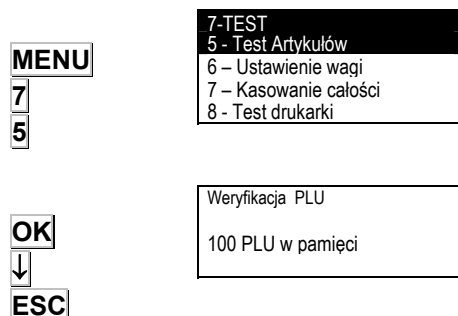 MENU
7
5
7-TEST
5 - Test Artykułów
6 – Ustawienie wagi
7 – Kasowanie całości
8 - Test drukarki
OK
↓
ESC
Weryfikacja PLU
100 PLU w pamięci